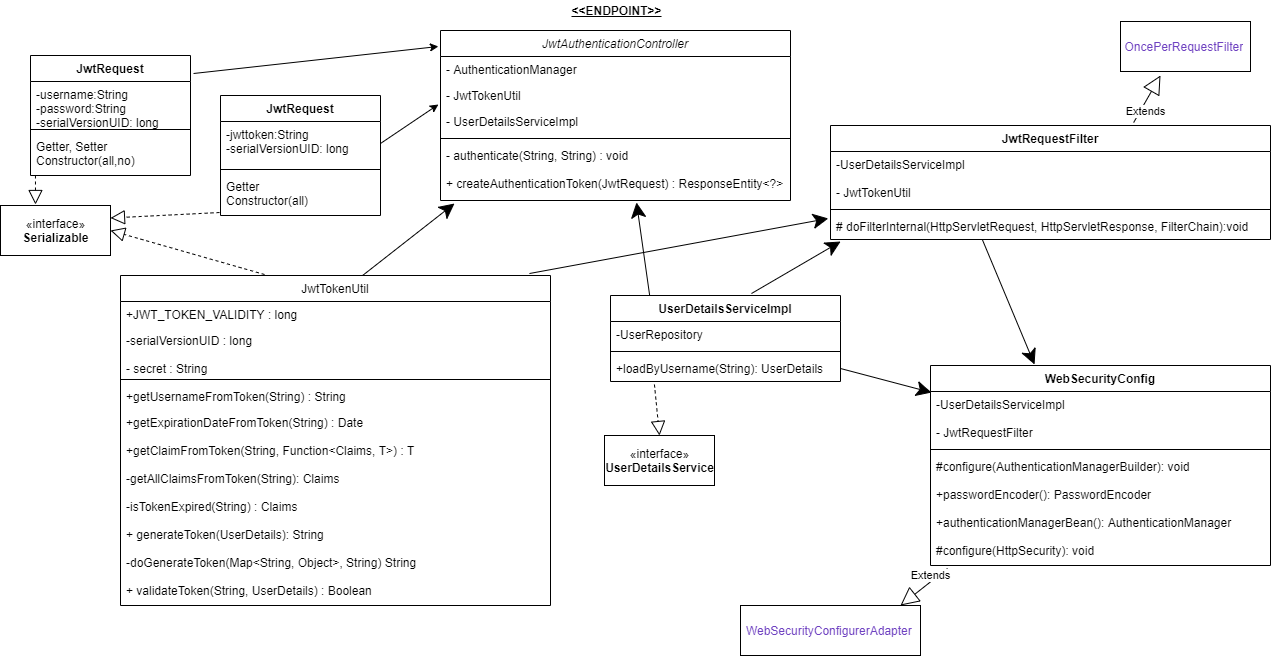 <<ENDPOINT>>
JwtAuthenticationController
- AuthenticationManager
- JwtTokenUtil
- UserDetailsServiceImpl
- authenticate(String, String) : void
+ createAuthenticationToken(JwtRequest) : ResponseEntity<?>
JwtRequest
-username:String
-password:String
-serialVersionUID: long
Getter, Setter
Constructor(all,no)
JwtRequest
-jwttoken:String
-serialVersionUID: long
Getter
Constructor(all)
OncePerRequestFilter
Extends
JwtRequestFilter
-UserDetailsServiceImpl
- JwtTokenUtil
# doFilterInternal(HttpServletRequest, HttpServletResponse, FilterChain):void
«interface»
Serializable
JwtTokenUtil
+JWT_TOKEN_VALIDITY : long
-serialVersionUID : long
- secret : String
+getUsernameFromToken(String) : String
+getExpirationDateFromToken(String) : Date
+getClaimFromToken(String, Function<Claims, T>) : T
-getAllClaimsFromToken(String): Claims
-isTokenExpired(String) : Claims
+ generateToken(UserDetails): String
-doGenerateToken(Map<String, Object>, String) String
+ validateToken(String, UserDetails) : Boolean
UserDetailsServiceImpl
-UserRepository
+loadByUsername(String): UserDetails
«interface»
UserDetailsService
WebSecurityConfig
-UserDetailsServiceImpl
- JwtRequestFilter
#configure(AuthenticationManagerBuilder): void
+passwordEncoder(): PasswordEncoder
+authenticationManagerBean(): AuthenticationManager
#configure(HttpSecurity): void
Extends
WebSecurityConfigurerAdapter